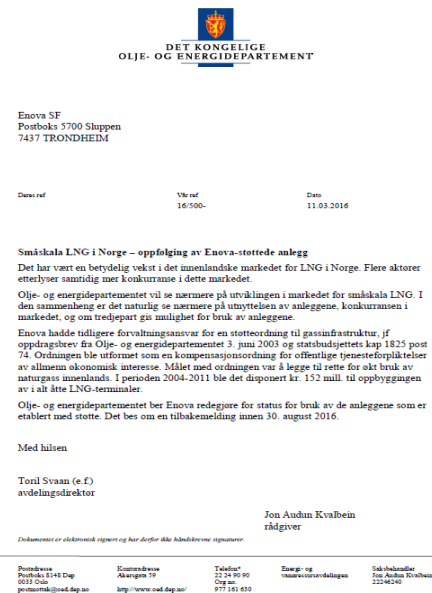 DET KONGELIGE
OLJE- OG ENERGIDEPARTEMENT
Enova SF
Postboks 5700 Sluppen
7437 TRONDHEIM
Deres ref
Vår ref
Dato
16/500-
11.03.2016
Småskala LNG i Norge – oppfølging av Enova-støttede anlegg
Det har vært en betydelig vekst i det innenlandske markedet for LNG i Norge. Flere aktører
etterlyser samtidig mer konkurranse i dette markedet.
Olje- og energidepartementet vil se nærmere på utviklingen i markedet for småskala LNG. I
den sammenheng er det naturlig se nærmere på utnyttelsen av anleggene, konkurransen i
markedet, og om tredjepart gis mulighet for bruk av anleggene.
Enova hadde tidligere forvaltningsansvar for en støtteordning til gassinfrastruktur, jf
oppdragsbrev fra Olje- og energidepartementet 3. juni 2003 og statsbudsjettets kap 1825 post
74. Ordningen ble utformet som en kompensasjonsordning for offentlige tjenesteforpliktelser
av allmenn økonomisk interesse. Målet med ordningen var å legge til rette for økt bruk av
naturgass innenlands. I perioden 2004-2011 ble det disponert kr. 152 mill. til oppbyggingen
av i alt åtte LNG-terminaler.
Olje- og energidepartementet ber Enova redegjøre for status for bruk av de anleggene som er
etablert med støtte. Det bes om en tilbakemelding innen 30. august 2016.
Med hilsen
Toril Svaan (e.f.)
avdelingsdirektør
Jon Audun Kvalbein
rådgiver
Dokumentet er elektronisk signert og har derfor ikke håndskrevne signaturer.
Postadresse
Postboks 8148 Dep
0033 Oslo
postmottak@oed.dep.no
Kontoradresse
Akersgata 59
http://www.oed.dep.no/
Telefon*
22 24 90 90
Org no.
977 161 630
Energi- og
vannressursavdelingen
Saksbehandler
Jon Audun Kvalbein
22246240